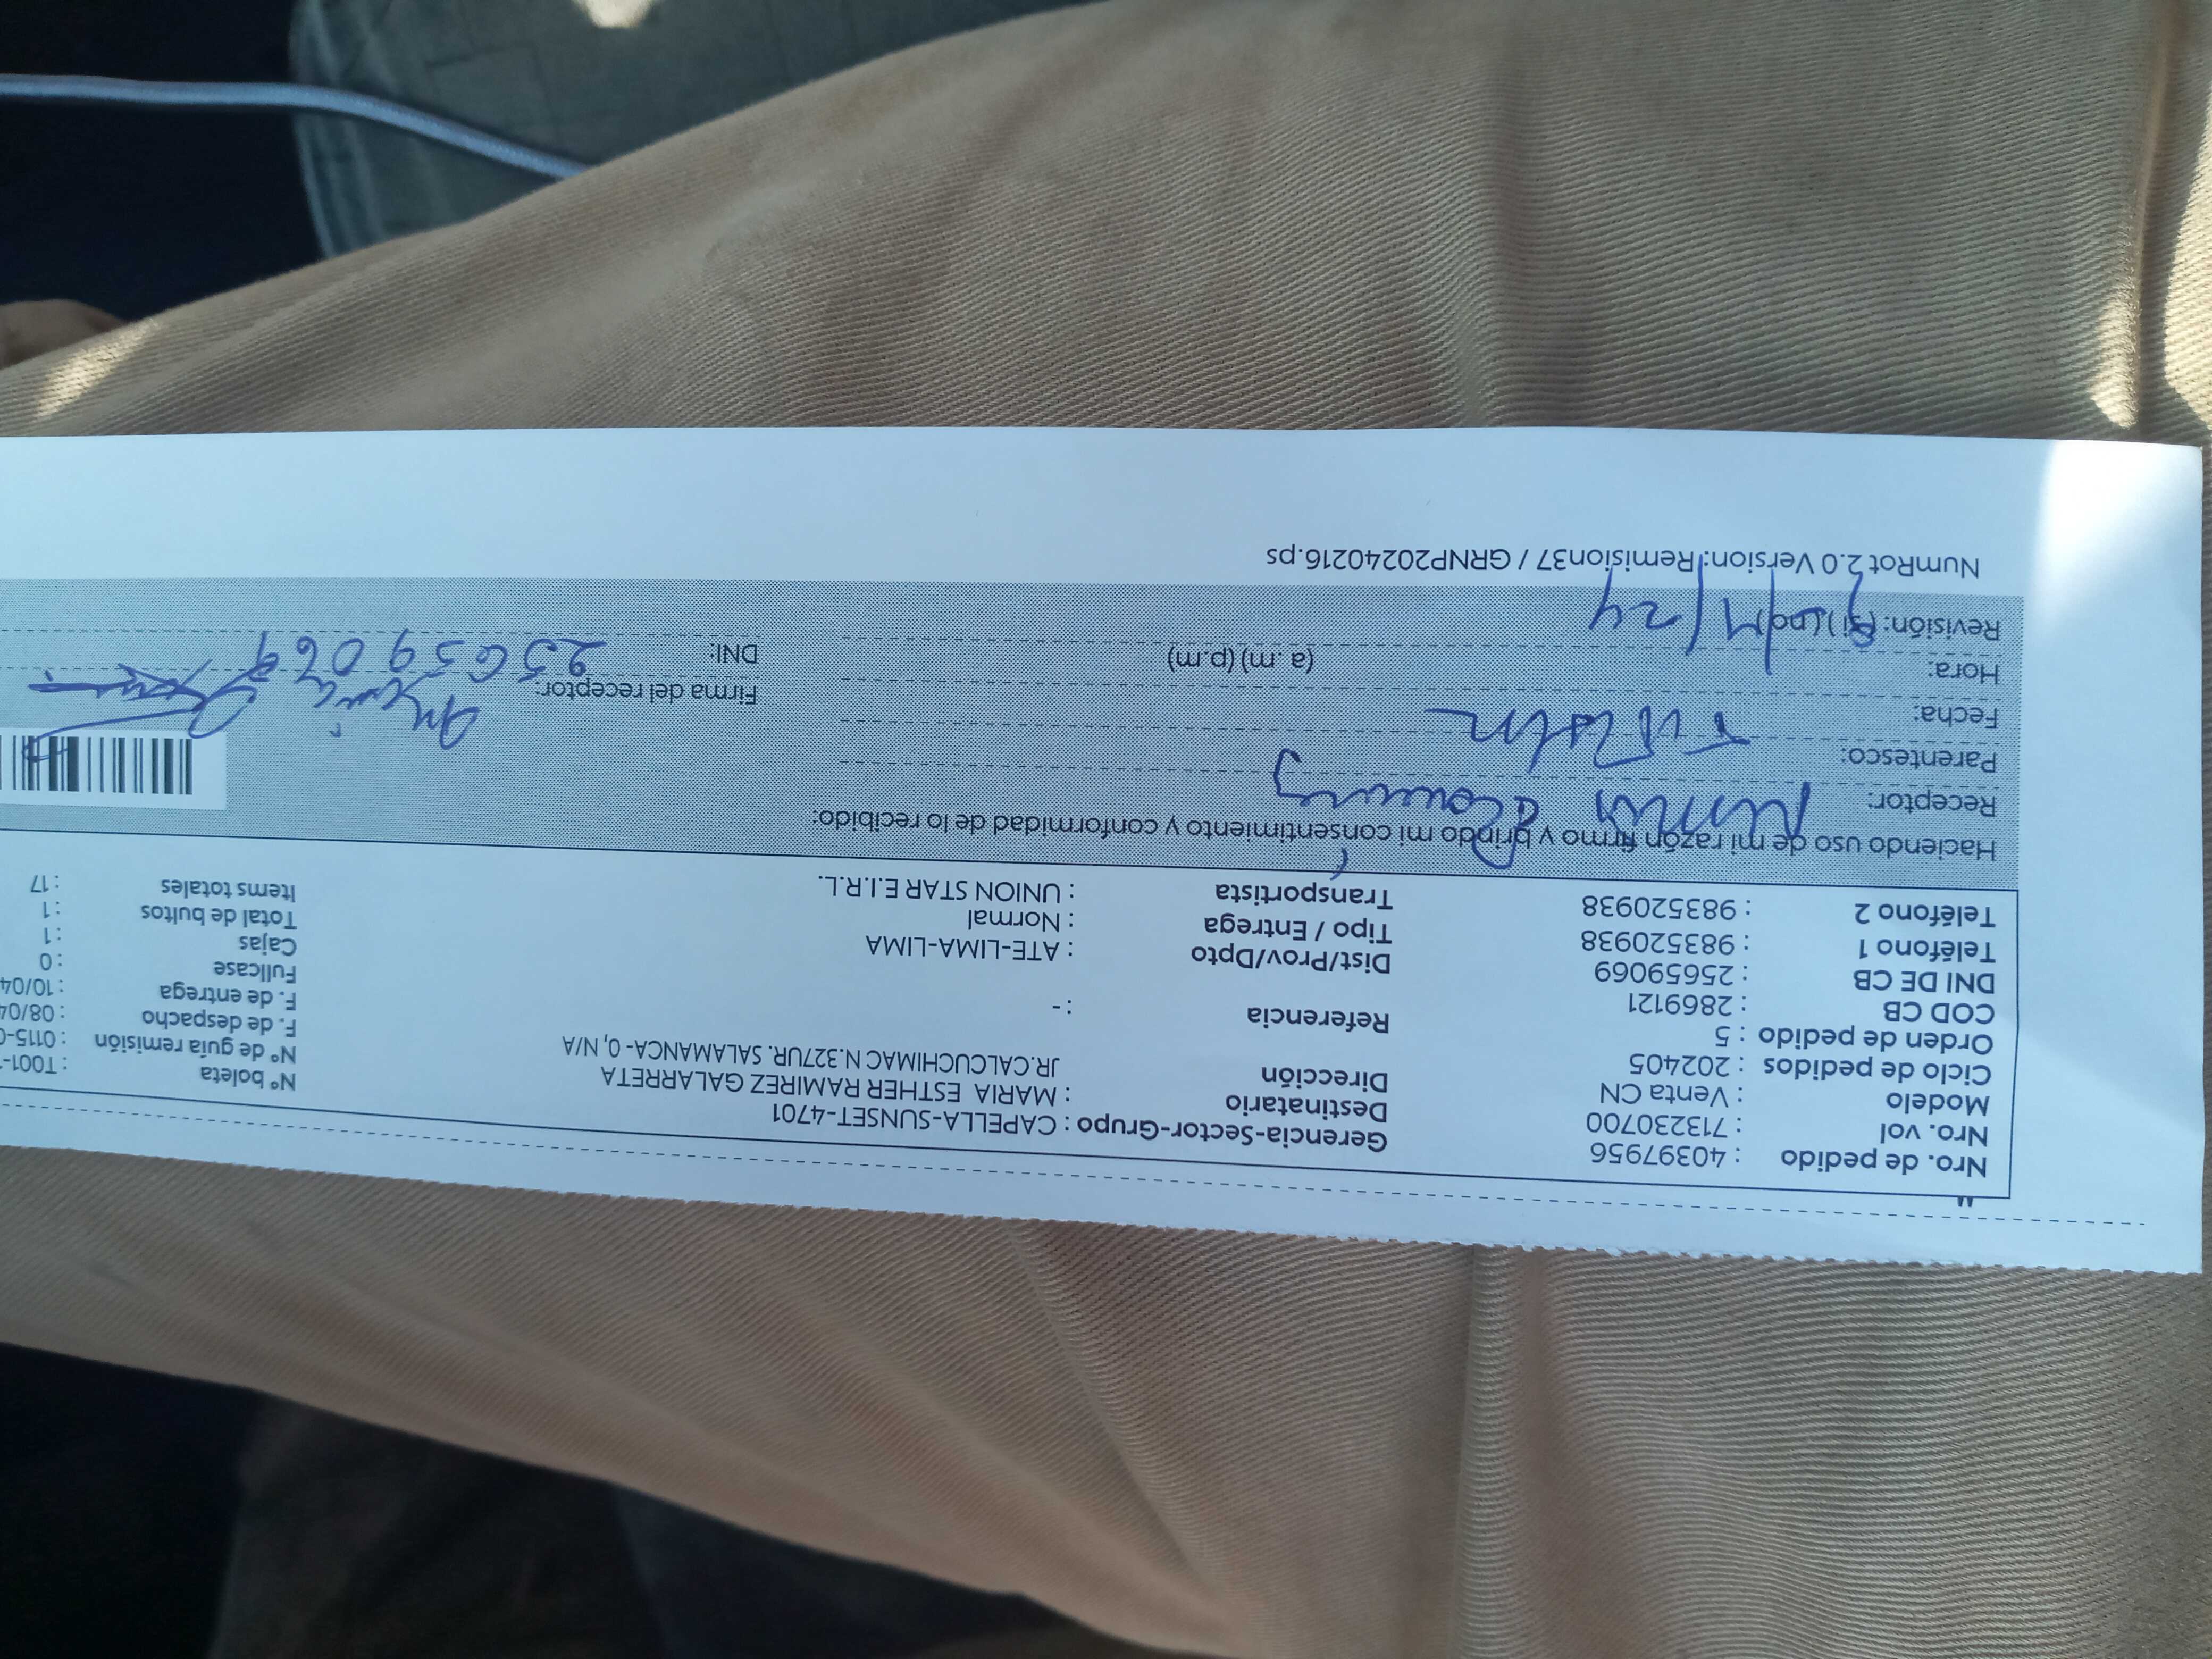 Nro. de pedido : 40397956
Nro. vol : 713230700
Modelo : Venta CN
Ciclo de pedidos : 202405
Orden de pedido : 5
COD CB : 2869121
DNI DE CB : 25659069
Teléfono 1 : 983520938
Teléfono 2 : 983520938
Gerencia-Sector-Grupo : CAPELLA-SUNSET-4701
Destinatario : MARIA ESTHER RAMIREZ GALARRETA
Dirección JR.CALCUCHIMAC N.327UR. SALAMANCA- 0, N/A
Referencia : -
Dist/Prov/Dpto : ATE-LIMA-LIMA
Tipo / Entrega : Normal
Transportista : UNION STAR E.I.R.L.
N° boleta : T001-
N° de guía remisión : 0115-
F. de despacho : 08/04
F. de entrega : 10/04
Fullcase : 0
Cajas : 1
Total de bultos : 1
Items totales : 17
Haciendo uso de mi razón firmo y brindo mi consentimiento y conformidad de lo recibido:
Receptor:
Parentesco:
Fecha:
Hora: (a .m) (p.m)
Revisión: (si) (no)
Firma del receptor: María
DNI: 25659069
NumRot 2.0 Version: Remision37 / GRNP20240216.ps